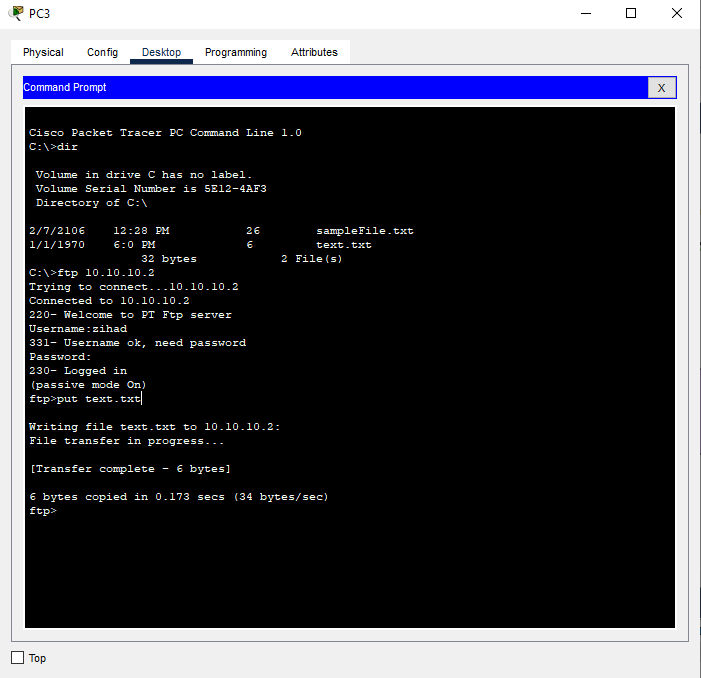 PC3
Physical Config Desktop Programming Attributes
Command Prompt
X
Cisco Packet Tracer PC Command Line 1.0
C:\>dir
Volume in drive C has no label.
Volume Serial Number is 5E12-4AF3
Directory of C:\
2/7/2106 12:28 PM 26 sampleFile.txt
1/1/1970 6:0 PM 6 text.txt
32 bytes 2 File(s)
C:\>ftp 10.10.10.2
Trying to connect...10.10.10.2
Connected to 10.10.10.2
220- Welcome to PT Ftp server
Username:zihad
331- Username ok, need password
Password:
230- Logged in
(passive mode On)
ftp>put text.txt
Writing file text.txt to 10.10.10.2:
File transfer in progress...
[Transfer complete - 6 bytes]
6 bytes copied in 0.173 secs (34 bytes/sec)
ftp>
Top